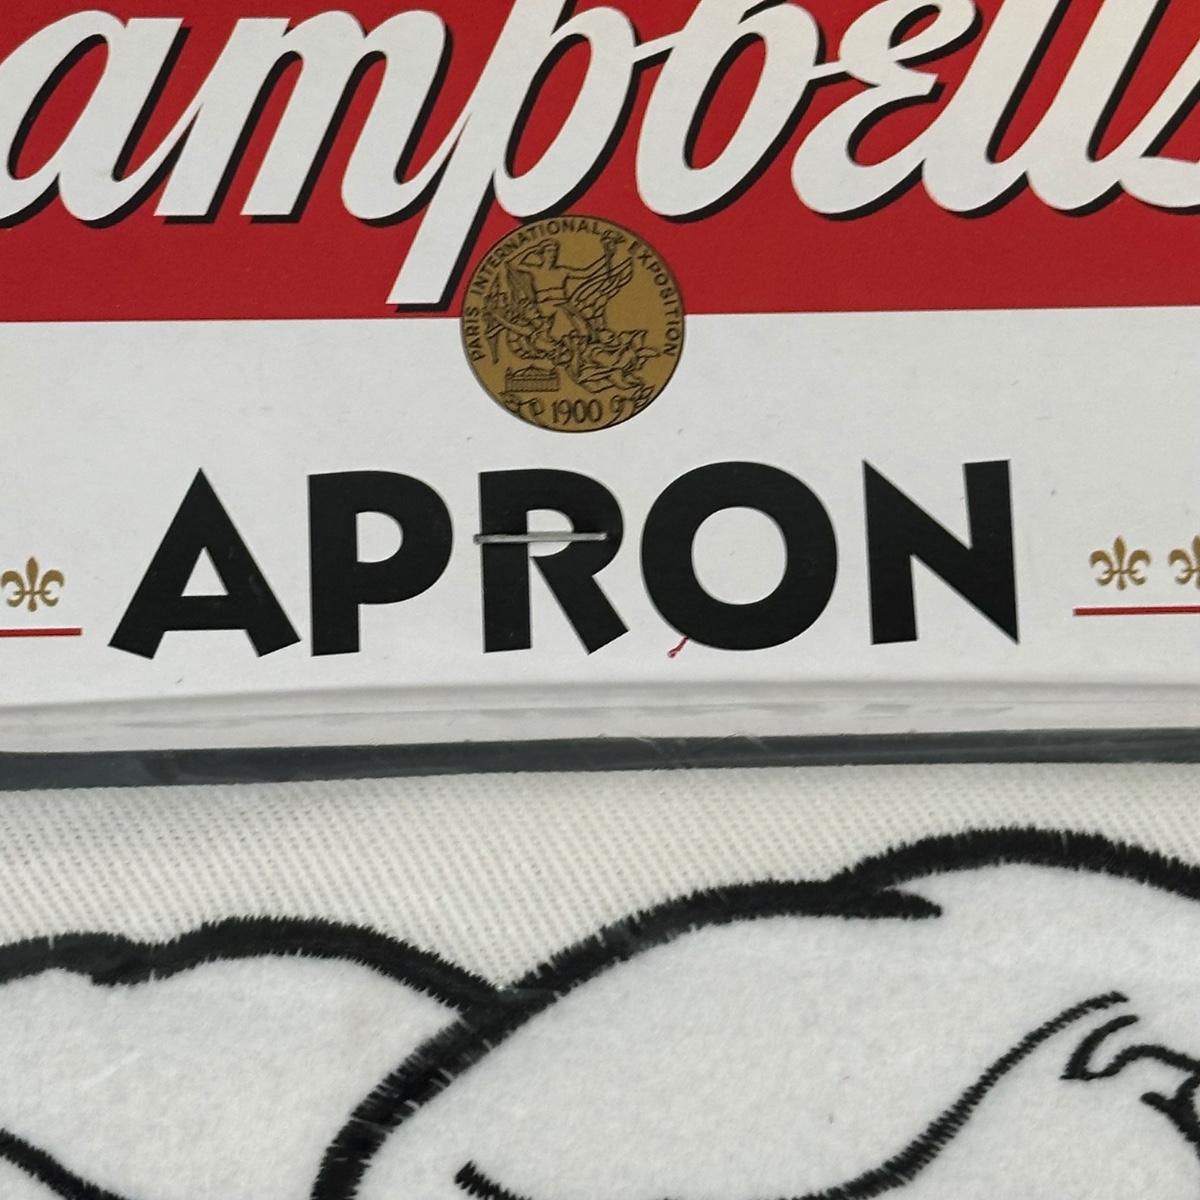 ampbell's
PARIS INTERNATIONAL EXPOSITION
1900
APRON